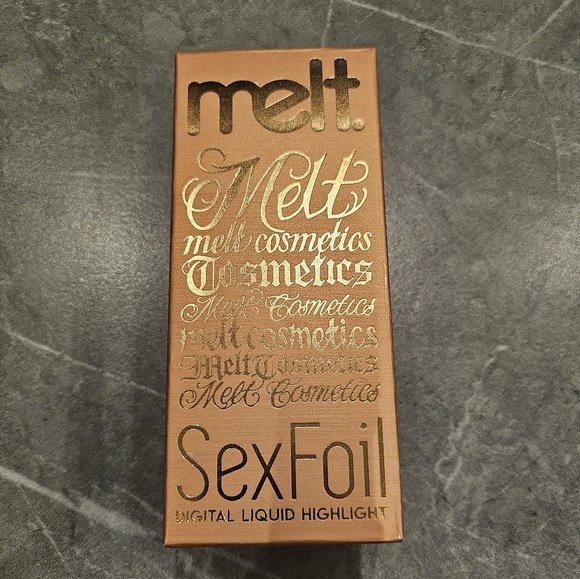 melt.
Melt
melt cosmetics
Cosmetics
Melt Cosmetics
melt cosmetics
Melt Cosmetics
Melt Cosmetics
SexFoil
DIGITAL LIQUID HIGHLIGHT